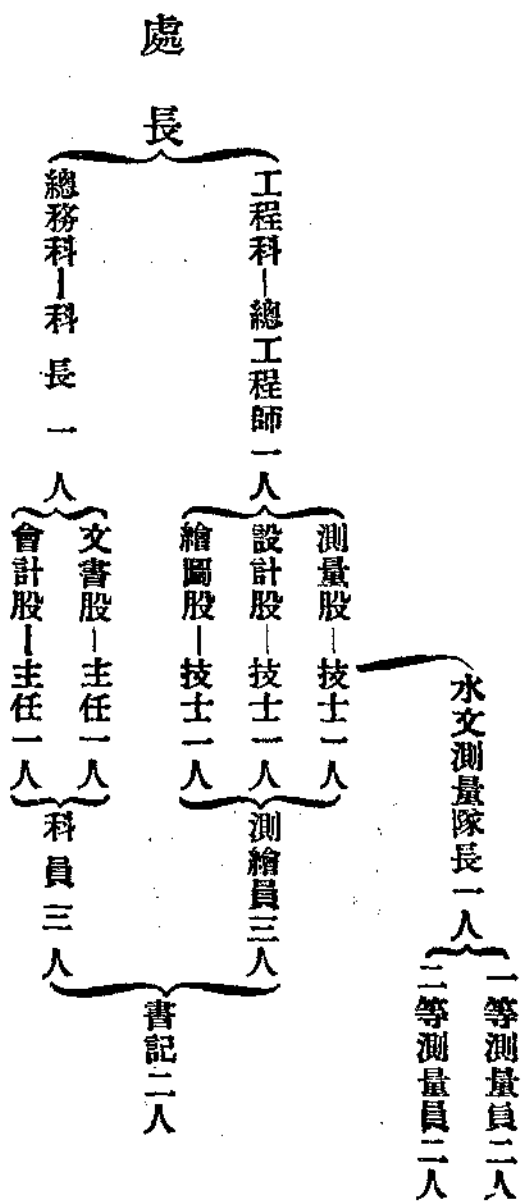 處長
工程科—總工程師一人
測量股—技士一人
設計股—技士一人
繪圖股—技士一人
水文測量隊長一人
一等測量員二人
二等測量員二人
測繪員三人
總務科—科長一人
文書股—主任一人
會計股—主任一人
科員三人
書記二人